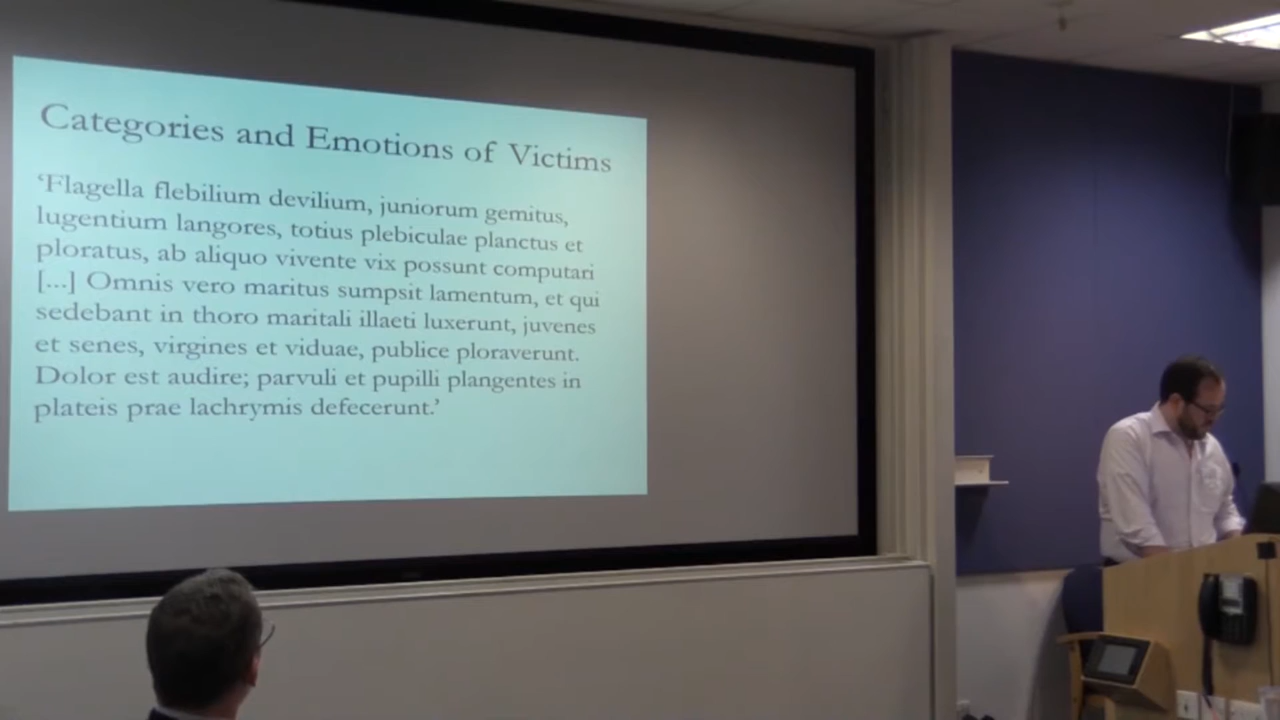 Categories and Emotions of Victims
‘Flagella flebilium devilium, juniorum gemitus,
lugentium langores, totius plebiculae planctus et
ploratus, ab aliquo vivente vix possunt computari
[...] Omnis vero maritus sumpsit lamentum, et qui
sedebant in thoro maritali illaeti luxerunt, juvenes
et senes, virgines et viduae, publice ploraverunt.
Dolor est audire; parvuli et pupilli plangentes in
plateis prae lachrymis defecerunt.’